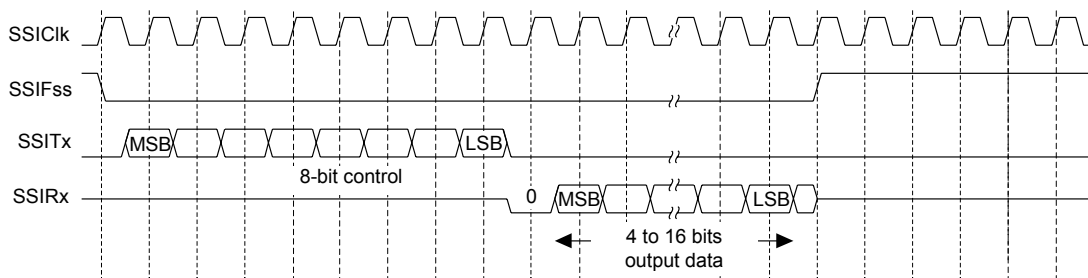 SSIClk
SSIFss
SSITx MSB LSB
8-bit control
SSIRx 0 MSB LSB
4 to 16 bits
output data